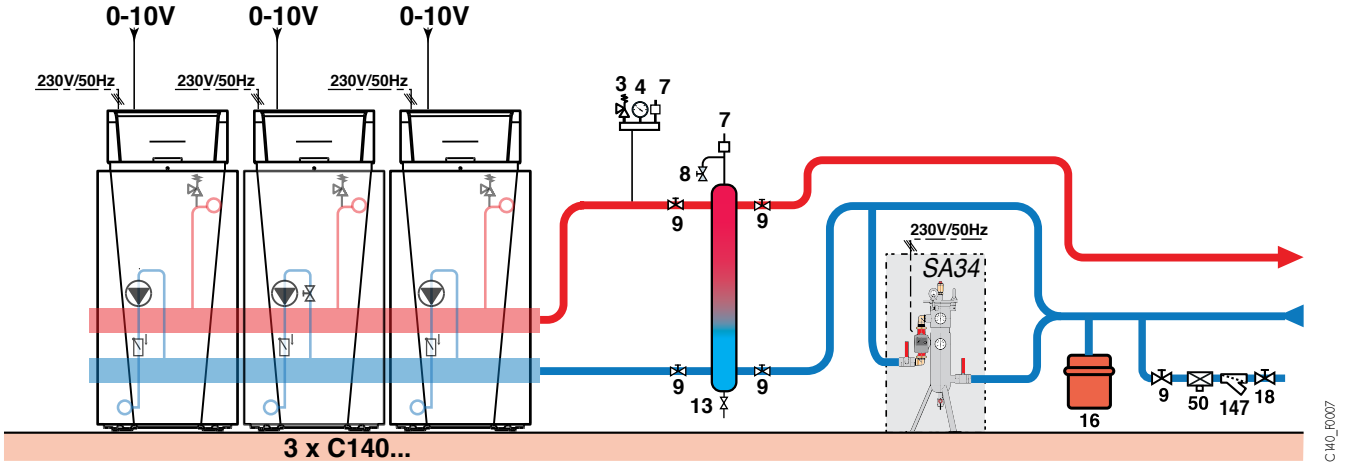 0-10V 0-10V 0-10V
230V/50Hz 230V/50Hz 230V/50Hz
3 4 7
7
8
9 9
230V/50Hz
SA34
9 9
13
16
9 50 147 18
3 x C140...
C140_F0007